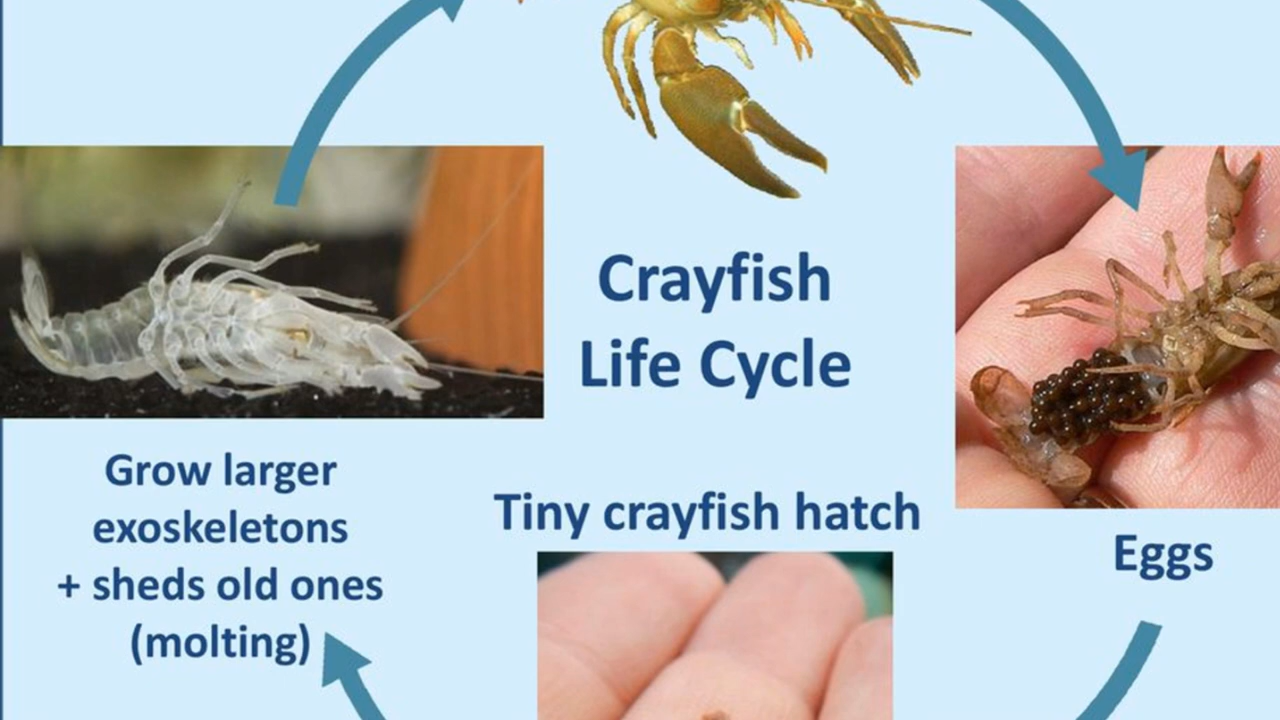 Crayfish
Life Cycle
Grow larger
exoskeletons
+ sheds old ones
(molting)
Tiny crayfish hatch
Eggs